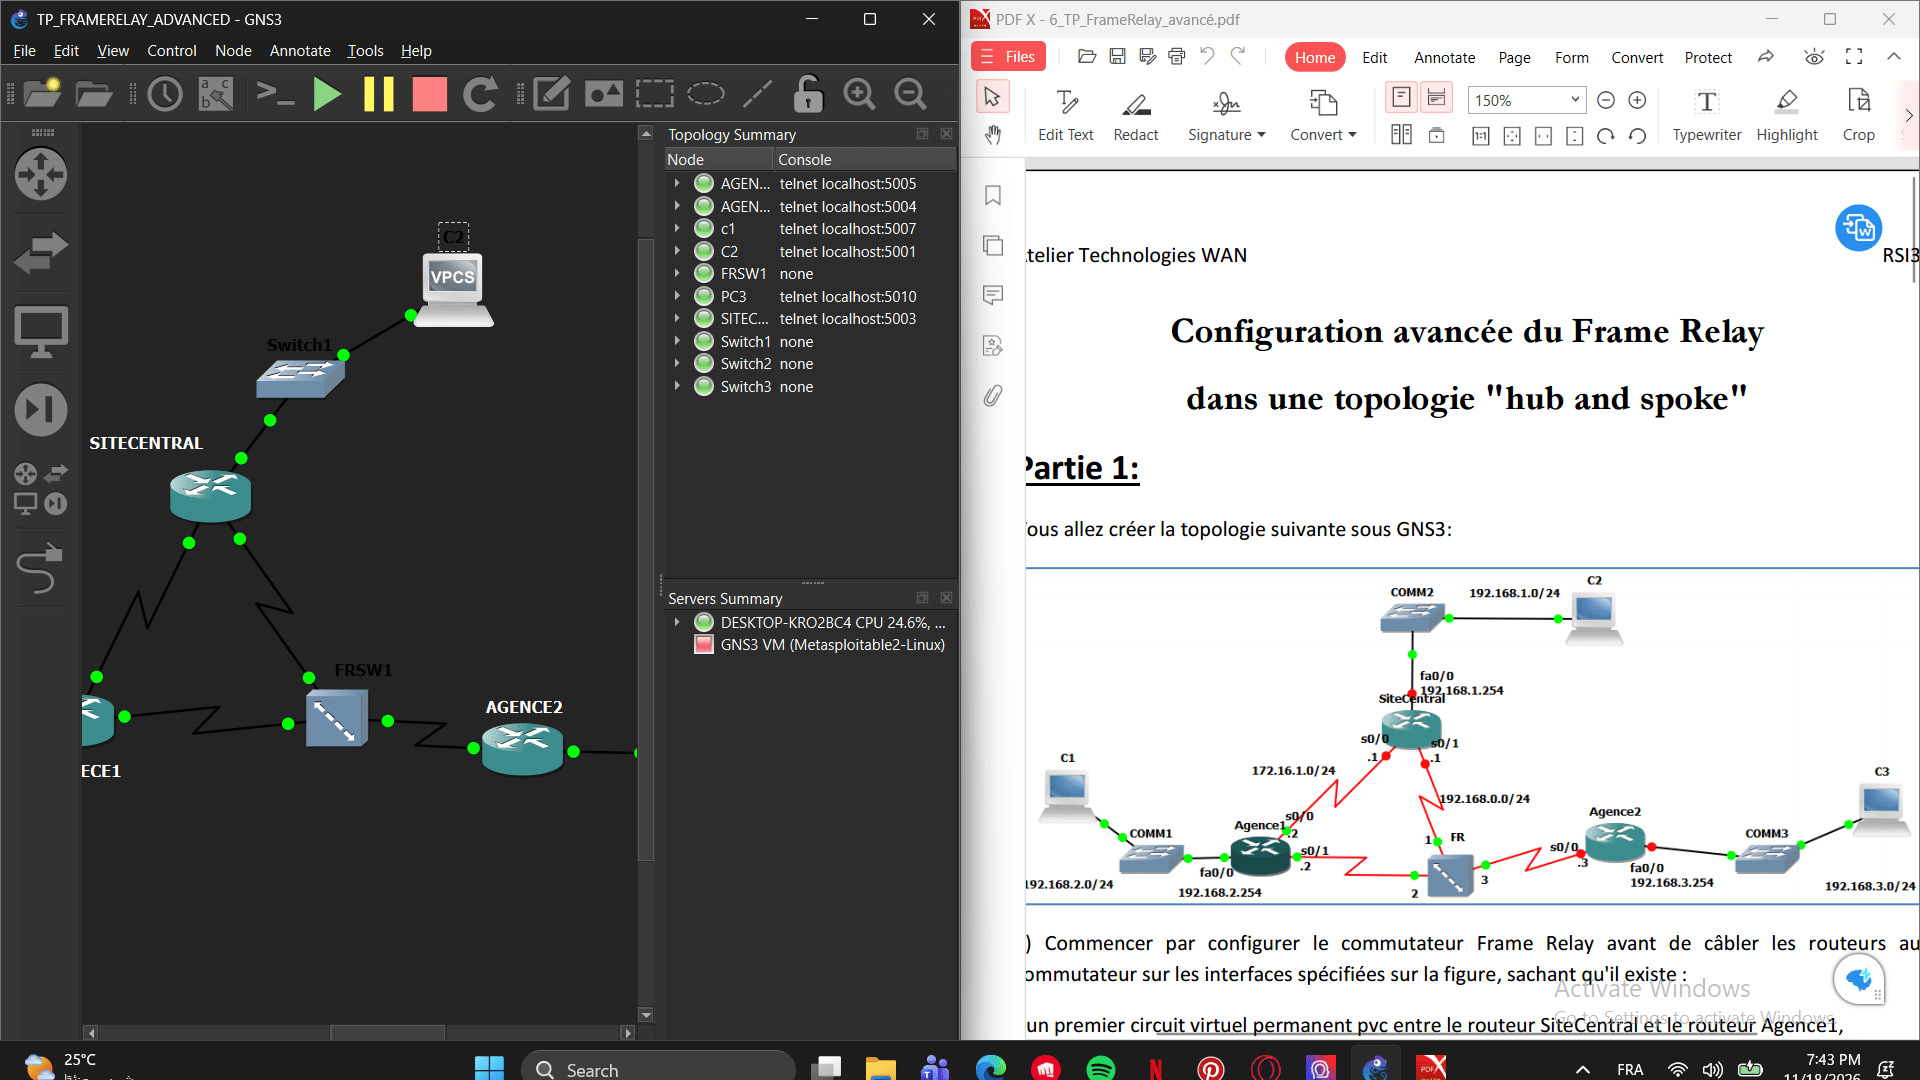 TP_FRAMERELAY_ADVANCED - GNS3
File Edit View Control Node Annotate Tools Help
Topology Summary
Node Console
AGEN... telnet localhost:5005
AGEN... telnet localhost:5004
c1 telnet localhost:5007
C2 telnet localhost:5001
FRSW1 none
PC3 telnet localhost:5010
SITEC... telnet localhost:5003
Switch1 none
Switch2 none
Switch3 none
Servers Summary
DESKTOP-KRO2BC4 CPU 24.6%, ...
GNS3 VM (Metasploitable2-Linux)
C2
VPCS
Switch1
SITECENTRAL
FRSW1
AGENCE2
ECE1
PDF X - 6_TP_FrameRelay_avancé.pdf
Files Home Edit Annotate Page Form Convert Protect
150%
Edit Text Redact Signature Convert Typewriter Highlight Crop
telier Technologies WAN RSI3
Configuration avancée du Frame Relay
dans une topologie "hub and spoke"
Partie 1:
ous allez créer la topologie suivante sous GNS3:
COMM2 192.168.1.0/24 C2
fa0/0
192.168.1.254
SiteCentral
s0/0 s0/1
.1 .1
C1 172.16.1.0/24 C3
192.168.0.0/24
Agence1 s0/0 Agence2
.2
COMM1 1 FR COMM3
s0/1 s0/0
.2 .3
fa0/0 2 3 fa0/0
192.168.2.0/24 192.168.2.254 192.168.3.254 192.168.3.0/24
) Commencer par configurer le commutateur Frame Relay avant de câbler les routeurs au
ommutateur sur les interfaces spécifiées sur la figure, sachant qu'il existe :
Activate Windows
Go to Settings to activate Windows.
un premier circuit virtuel permanent pvc entre le routeur SiteCentral et le routeur Agence1,
25°C
Search
FRA
7:43 PM
11/18/2026